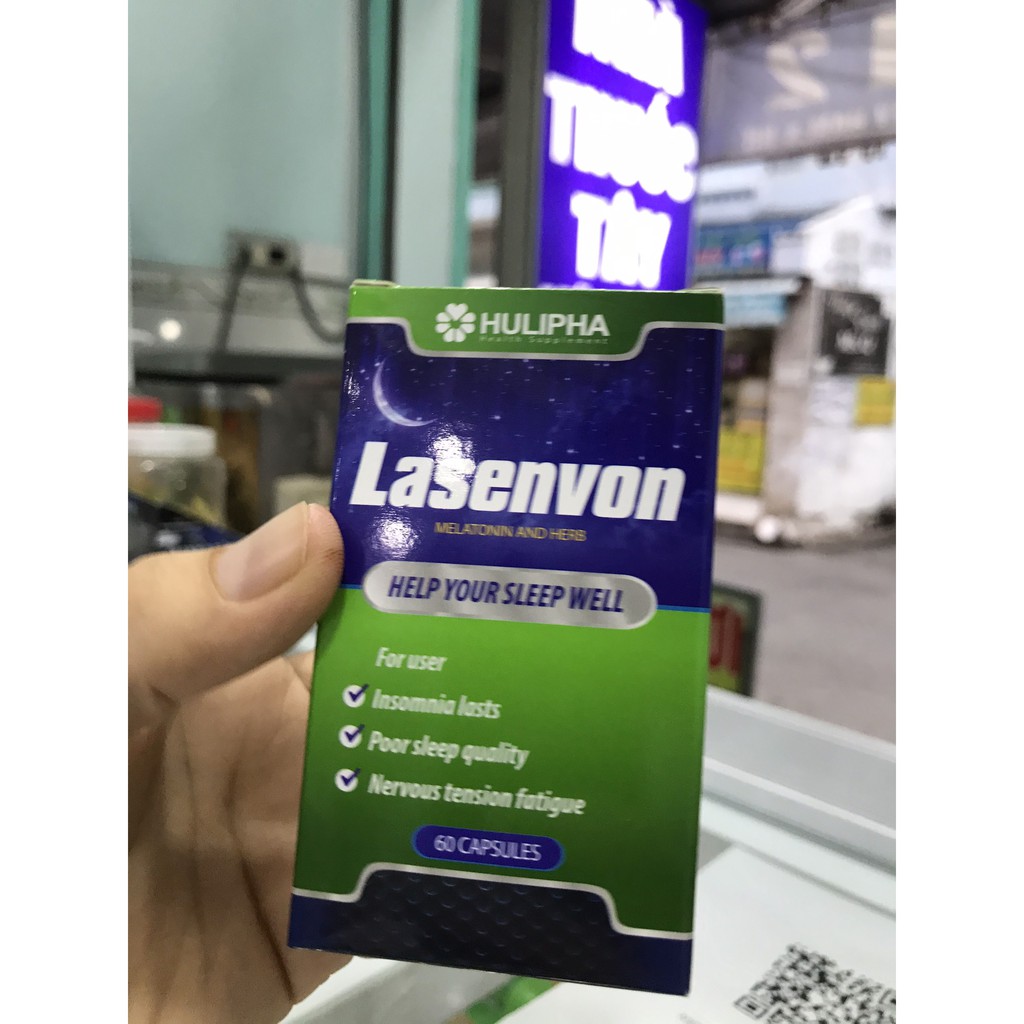 NHÀ
THUỐC
TÂY
HULIPHA
Health Supplement
Lasenvon
MELATONIN AND HERB
HELP YOUR SLEEP WELL
For user
Insomnia lasts
Poor sleep quality
Nervous tension fatigue
60 CAPSULES